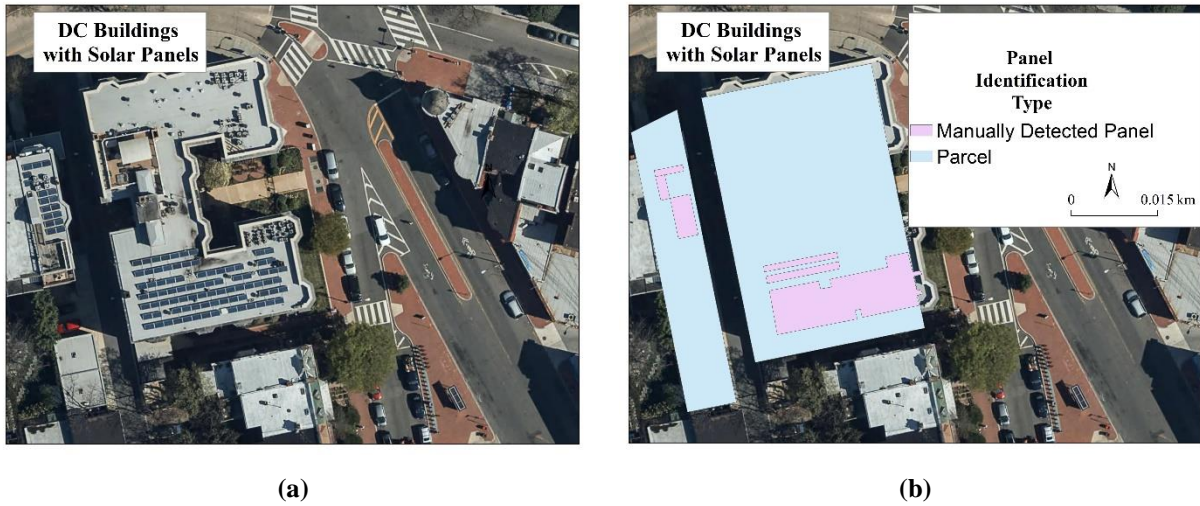 DC Buildings
with Solar Panels
DC Buildings
with Solar Panels
Panel
Identification
Type
Manually Detected Panel
Parcel
N
0
0.015 km
(a)
(b)